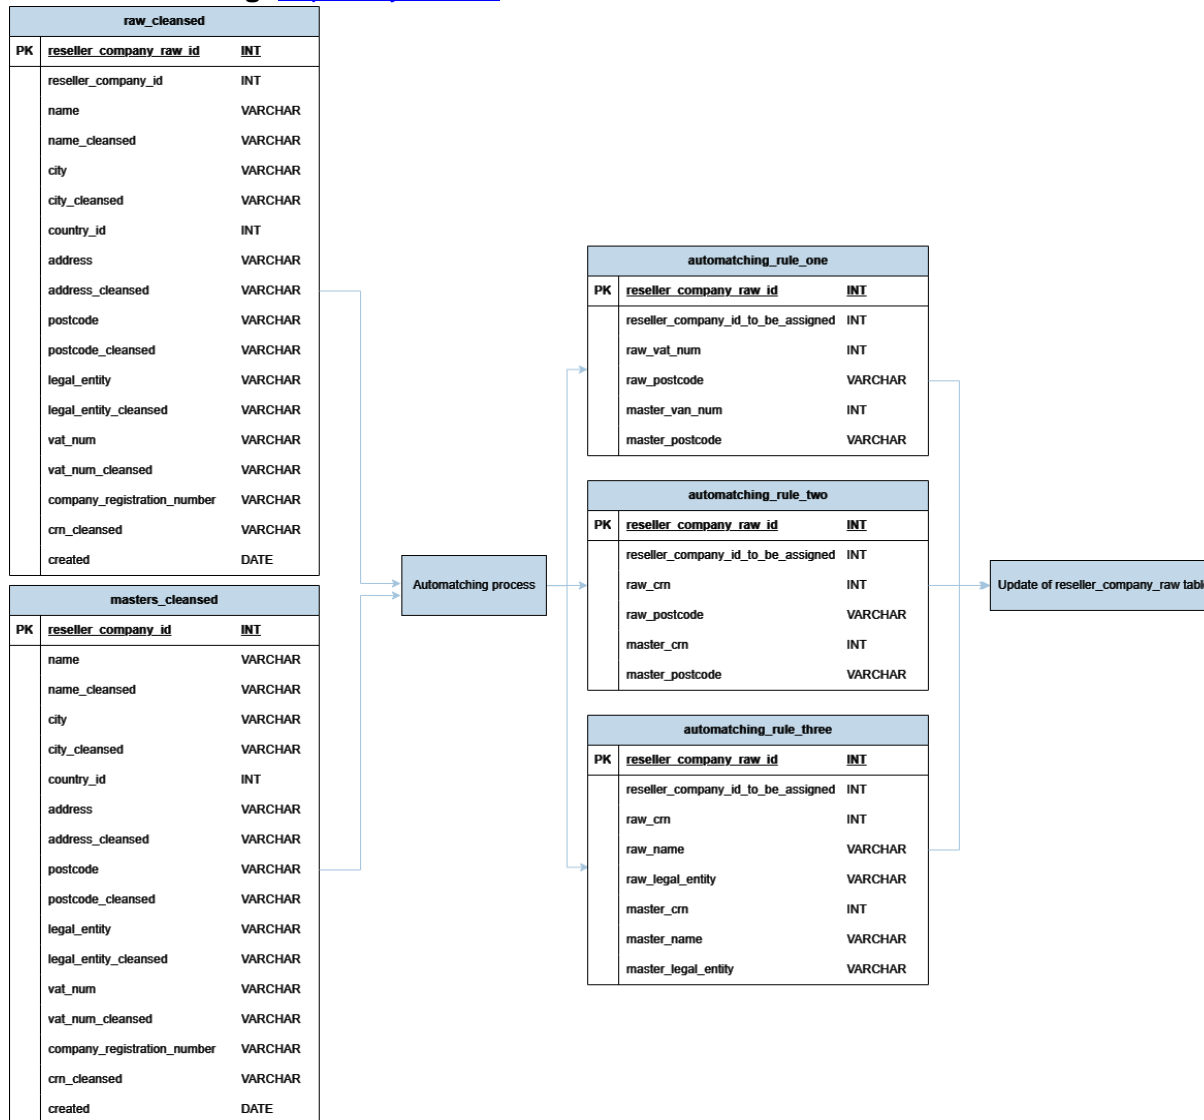 raw_cleansed
PK reseller_company_raw_id INT
reseller_company_id INT
name VARCHAR
name_cleansed VARCHAR
city VARCHAR
city_cleansed VARCHAR
country_id INT
address VARCHAR
address_cleansed VARCHAR
postcode VARCHAR
postcode_cleansed VARCHAR
legal_entity VARCHAR
legal_entity_cleansed VARCHAR
vat_num VARCHAR
vat_num_cleansed VARCHAR
company_registration_number VARCHAR
crn_cleansed VARCHAR
created DATE
masters_cleansed
PK reseller_company_id INT
name VARCHAR
name_cleansed VARCHAR
city VARCHAR
city_cleansed VARCHAR
country_id INT
address VARCHAR
address_cleansed VARCHAR
postcode VARCHAR
postcode_cleansed VARCHAR
legal_entity VARCHAR
legal_entity_cleansed VARCHAR
vat_num VARCHAR
vat_num_cleansed VARCHAR
company_registration_number VARCHAR
crn_cleansed VARCHAR
created DATE
Automatching process
automatching_rule_one
PK reseller_company_raw_id INT
reseller_company_id_to_be_assigned INT
raw_vat_num INT
raw_postcode VARCHAR
master_van_num INT
master_postcode VARCHAR
automatching_rule_two
PK reseller_company_raw_id INT
reseller_company_id_to_be_assigned INT
raw_crn INT
raw_postcode VARCHAR
master_crn INT
master_postcode VARCHAR
automatching_rule_three
PK reseller_company_raw_id INT
reseller_company_id_to_be_assigned INT
raw_crn INT
raw_name VARCHAR
raw_legal_entity VARCHAR
master_crn INT
master_name VARCHAR
master_legal_entity VARCHAR
Update of reseller_company_raw